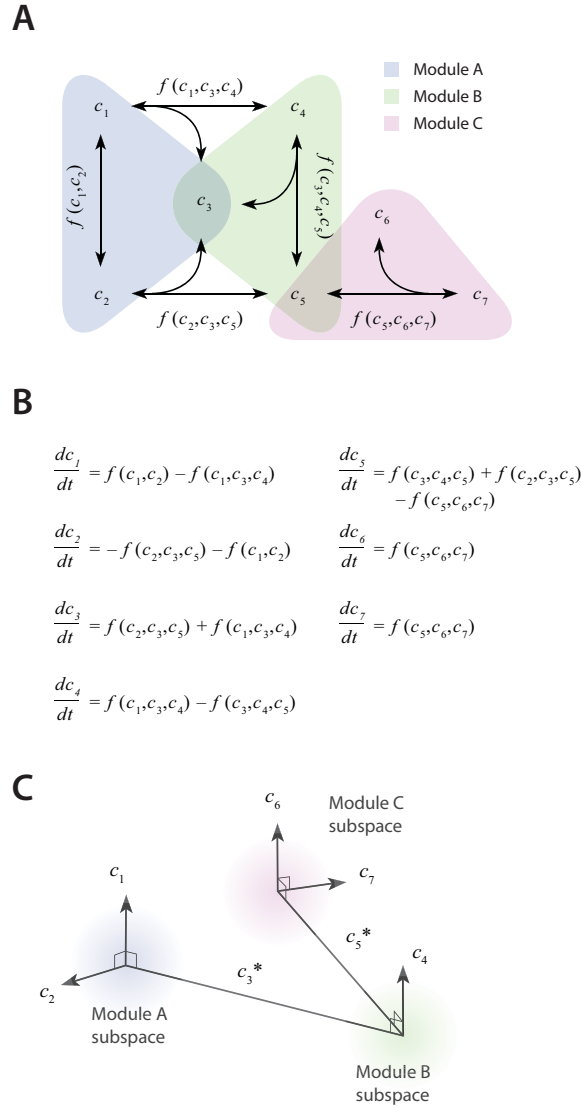 A
f (c₁,c₃,c₄)
Module A
Module B
Module C
c₁
c₄
f (c₁,c₂)
c₃
f (c₃,c₄,c₅)
c₆
c₂
c₅
c₇
f (c₂,c₃,c₅)
f (c₅,c₆,c₇)
B
dc₁/dt = f (c₁,c₂) – f (c₁,c₃,c₄)
dc₂/dt = – f (c₂,c₃,c₅) – f (c₁,c₂)
dc₃/dt = f (c₂,c₃,c₅) + f (c₁,c₃,c₄)
dc₄/dt = f (c₁,c₃,c₄) – f (c₃,c₄,c₅)
dc₅/dt = f (c₃,c₄,c₅) + f (c₂,c₃,c₅)
– f (c₅,c₆,c₇)
dc₆/dt = f (c₅,c₆,c₇)
dc₇/dt = f (c₅,c₆,c₇)
C
c₆
Module C
subspace
c₁
c₇
c₅*
c₄
c₃*
c₂
Module A
subspace
Module B
subspace